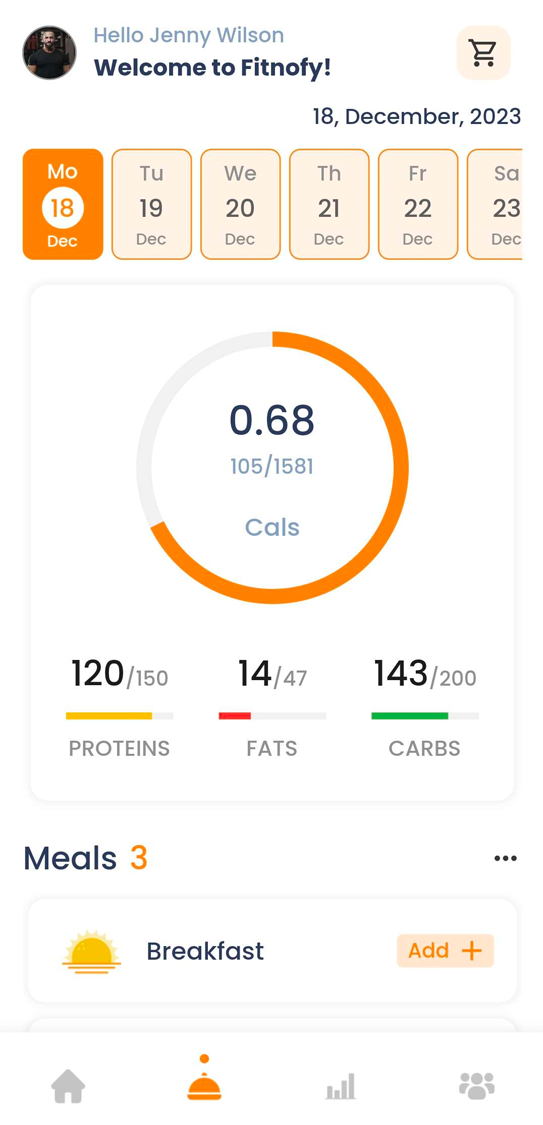 Hello Jenny Wilson
Welcome to Fitnofy!
18, December, 2023
Mo Tu We Th Fr Sa
18 19 20 21 22 23
Dec Dec Dec Dec Dec Dec
0.68
105/1581
Cals
120/150 14/47 143/200
PROTEINS FATS CARBS
Meals 3
Breakfast Add +